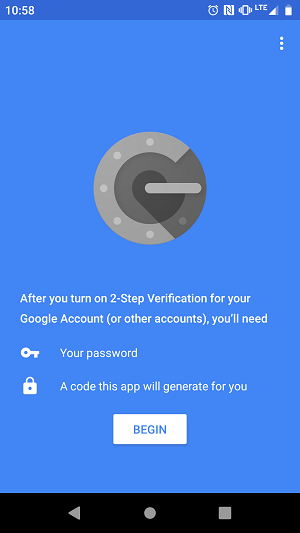 10:58 LTE
After you turn on 2-Step Verification for your
Google Account (or other accounts), you'll need
Your password
A code this app will generate for you
BEGIN